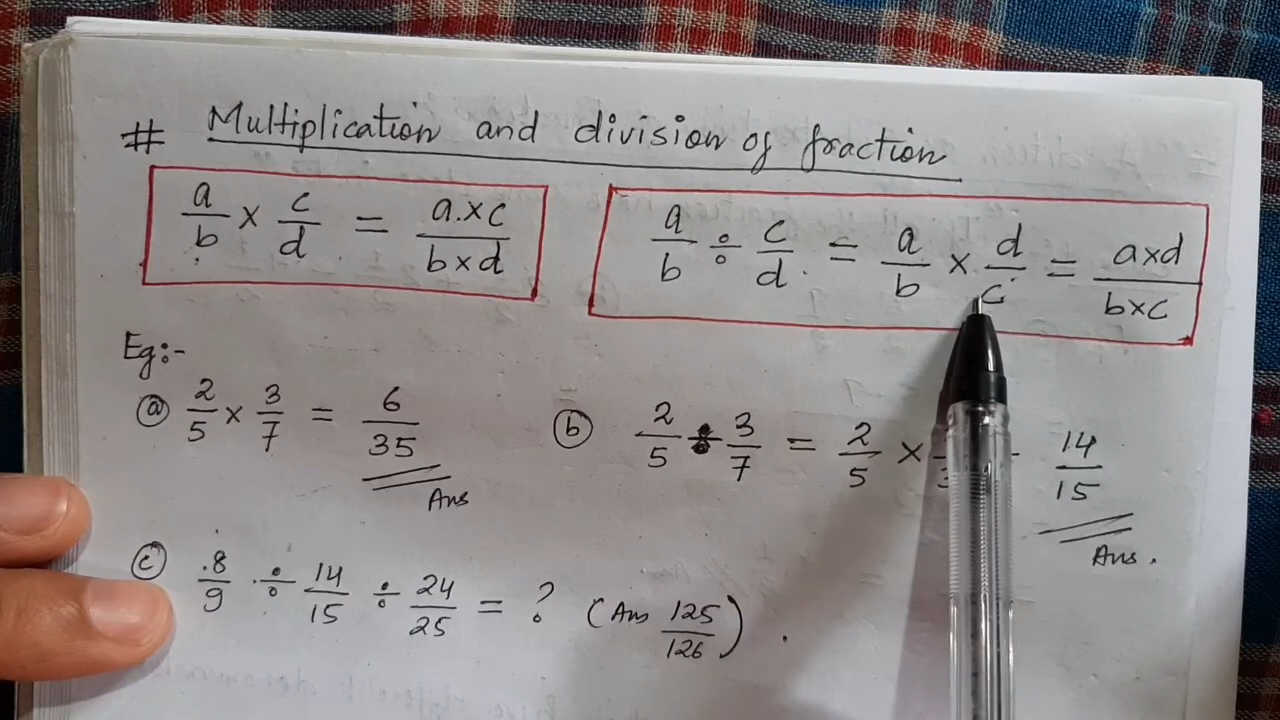 # Multiplication and division of fraction
a/b × c/d = a×c/b×d
a/b ÷ c/d = a/b × d/c = a×d/b×c
Eg:-
(a) 2/5 × 3/7 = 6/35 Ans
(b) 2/5 ÷ 3/7 = 2/5 × 14/15 Ans.
(c) 8/9 ÷ 14/15 ÷ 24/25 = ? (Ans 125/126)